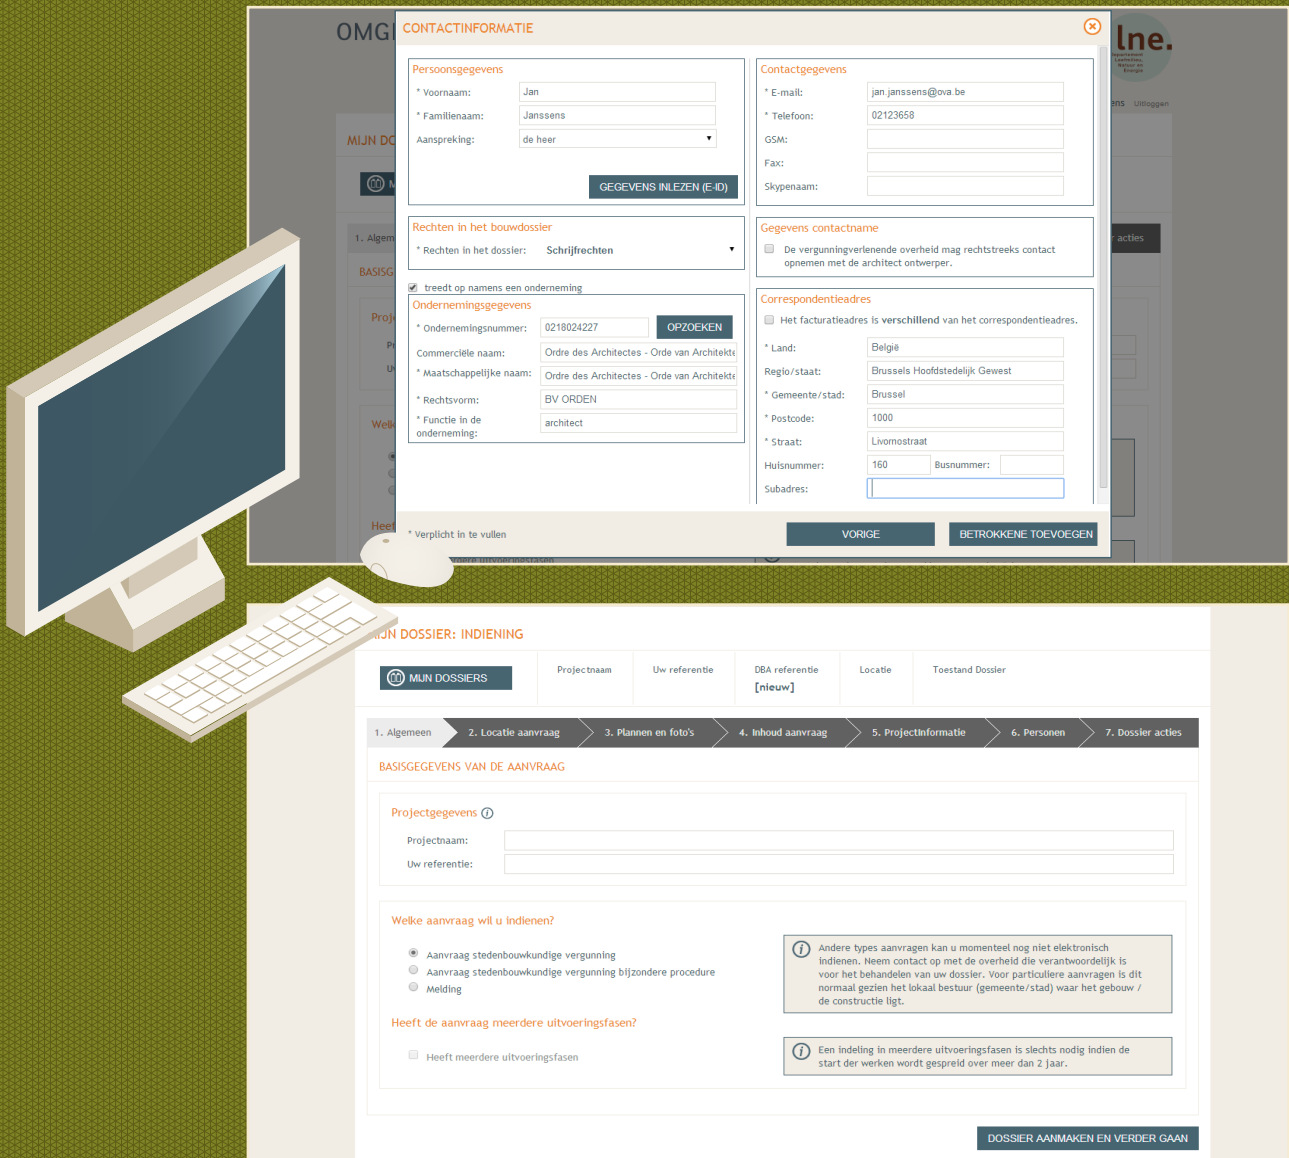 OMGE
CONTACTINFORMATIE
lne.
Departement
Leefmilieu,
Natuur en
Energie
ens Uitloggen
MIJN DO
1. Algem
r acties
BASISG
Proj
Welk
Heef
Persoonsgegevens
* Voornaam: Jan
* Familienaam: Janssens
Aanspreking: de heer
GEGEVENS INLEZEN (E-ID)
Rechten in het bouwdossier
* Rechten in het dossier: Schrijfrechten
treedt op namens een onderneming
Ondernemingsgegevens
* Ondernemingsnummer: 0218024227 OPZOEKEN
Commerciële naam: Ordre des Architectes - Orde van Architekte
* Maatschappelijke naam: Ordre des Architectes - Orde van Architekte
* Rechtsvorm: BV ORDEN
* Functie in de
onderneming: architect
Contactgegevens
* E-mail: jan.janssens@ova.be
* Telefoon: 02123658
GSM:
Fax:
Skypenaam:
Gegevens contactname
De vergunningverlenende overheid mag rechtstreeks contact
opnemen met de architect ontwerper.
Correspondentieadres
Het facturatieadres is verschillend van het correspondentieadres.
* Land: België
Regio/staat: Brussels Hoofdstedelijk Gewest
* Gemeente/stad: Brussel
* Postcode: 1000
* Straat: Livornostraat
Huisnummer: 160 Busnummer:
Subadres:
* Verplicht in te vullen
VORIGE
BETROKKENE TOEVOEGEN
MIJN DOSSIER: INDIENING
MIJN DOSSIERS
Projectnaam
Uw referentie
DBA referentie
[nieuw]
Locatie
Toestand Dossier
1. Algemeen
2. Locatie aanvraag
3. Plannen en foto's
4. Inhoud aanvraag
5. ProjectInformatie
6. Personen
7. Dossier acties
BASISGEGEVENS VAN DE AANVRAAG
Projectgegevens
Projectnaam:
Uw referentie:
Welke aanvraag wil u indienen?
Aanvraag stedenbouwkundige vergunning
Aanvraag stedenbouwkundige vergunning bijzondere procedure
Melding
Andere types aanvragen kan u momenteel nog niet elektronisch
indienen. Neem contact op met de overheid die verantwoordelijk is
voor het behandelen van uw dossier. Voor particuliere aanvragen is dit
normaal gezien het lokaal bestuur (gemeente/stad) waar het gebouw /
de constructie ligt.
Heeft de aanvraag meerdere uitvoeringsfasen?
Heeft meerdere uitvoeringsfasen
Een indeling in meerdere uitvoeringsfasen is slechts nodig indien de
start der werken wordt gespreid over meer dan 2 jaar.
DOSSIER AANMAKEN EN VERDER GAAN